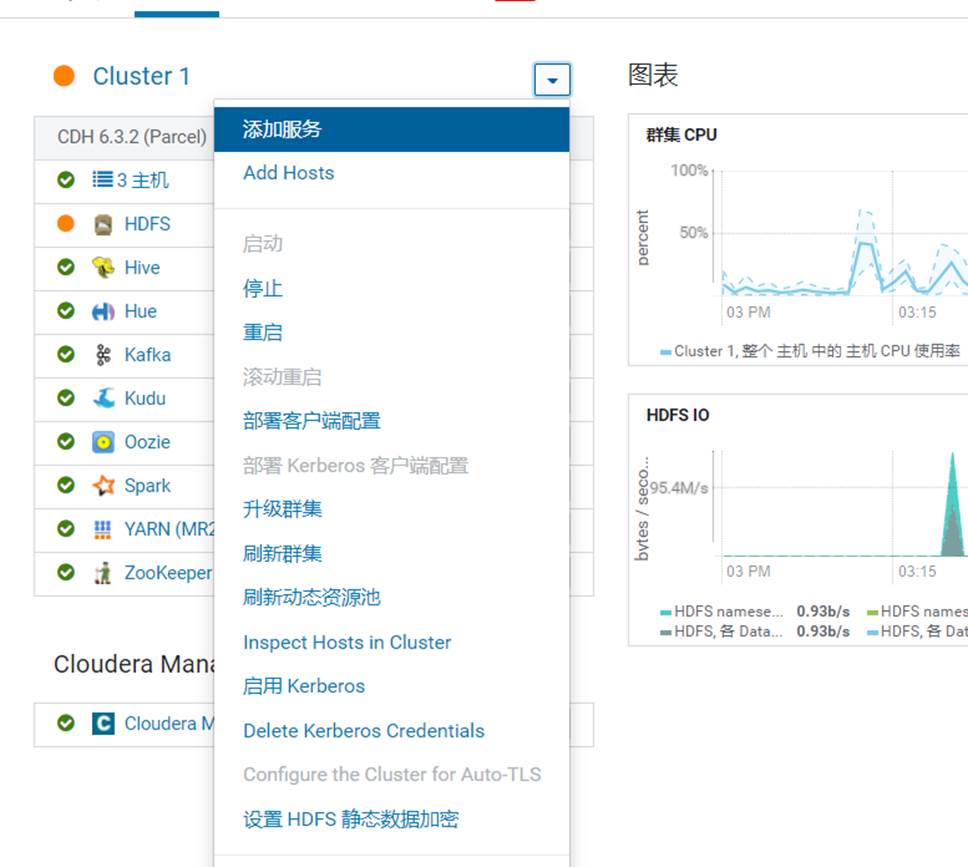 Cluster 1
CDH 6.3.2 (Parcel)
3 主机
HDFS
Hive
Hue
Kafka
Kudu
Oozie
Spark
YARN (MR2
ZooKeeper
Cloudera Mana
Cloudera M
添加服务
Add Hosts
启动
停止
重启
滚动重启
部署客户端配置
部署 Kerberos 客户端配置
升级群集
刷新群集
刷新动态资源池
Inspect Hosts in Cluster
启用 Kerberos
Delete Kerberos Credentials
Configure the Cluster for Auto-TLS
设置 HDFS 静态数据加密
图表
群集 CPU
percent
100%
50%
03 PM 03:15
Cluster 1, 整个 主机 中的 主机 CPU 使用率
HDFS IO
bytes / seco...
95.4M/s
03 PM 03:15
HDFS namese... 0.93b/s HDFS names
HDFS, 各 Data... 0.93b/s HDFS, 各 Dat